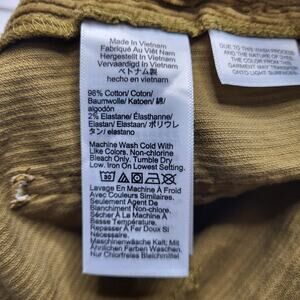 Made In Vietnam
Fabriqué Au Viêt Nam
Hergestellt In Vietnam
Vervaardigd In Vietnam
ベトナム製
hecho en vietnam
98% Cotton/ Coton/
Baumwolle/ Katoen/ 綿/
algodón
2% Elastane/ Élasthanne/
Elastan/ Elastaan/ ポリウレ
タン/ elastano
Machine Wash Cold With
Like Colors. Non-chlorine
Bleach Only. Tumble Dry
Low. Iron On Lowest Setting.
30
Lavage En Machine À Froid
Avec Couleurs Similaires.
Seulement Agent De
Blanchiment Non Chloré.
Sécher À La Machine À
Basse Température.
Repasser À Fer Doux Si
Nécessaire.
Maschinenwäsche Kalt; Mit
Ähnlichen Farben Waschen
Nur Chlorfreies Bleichmittel
DUE TO THIS WASH PROCESS
AND THE NATURE OF DYES,
THE COLOR FROM THIS
GARMENT MAY TRANSFER
ONTO LIGHT SURFACES.